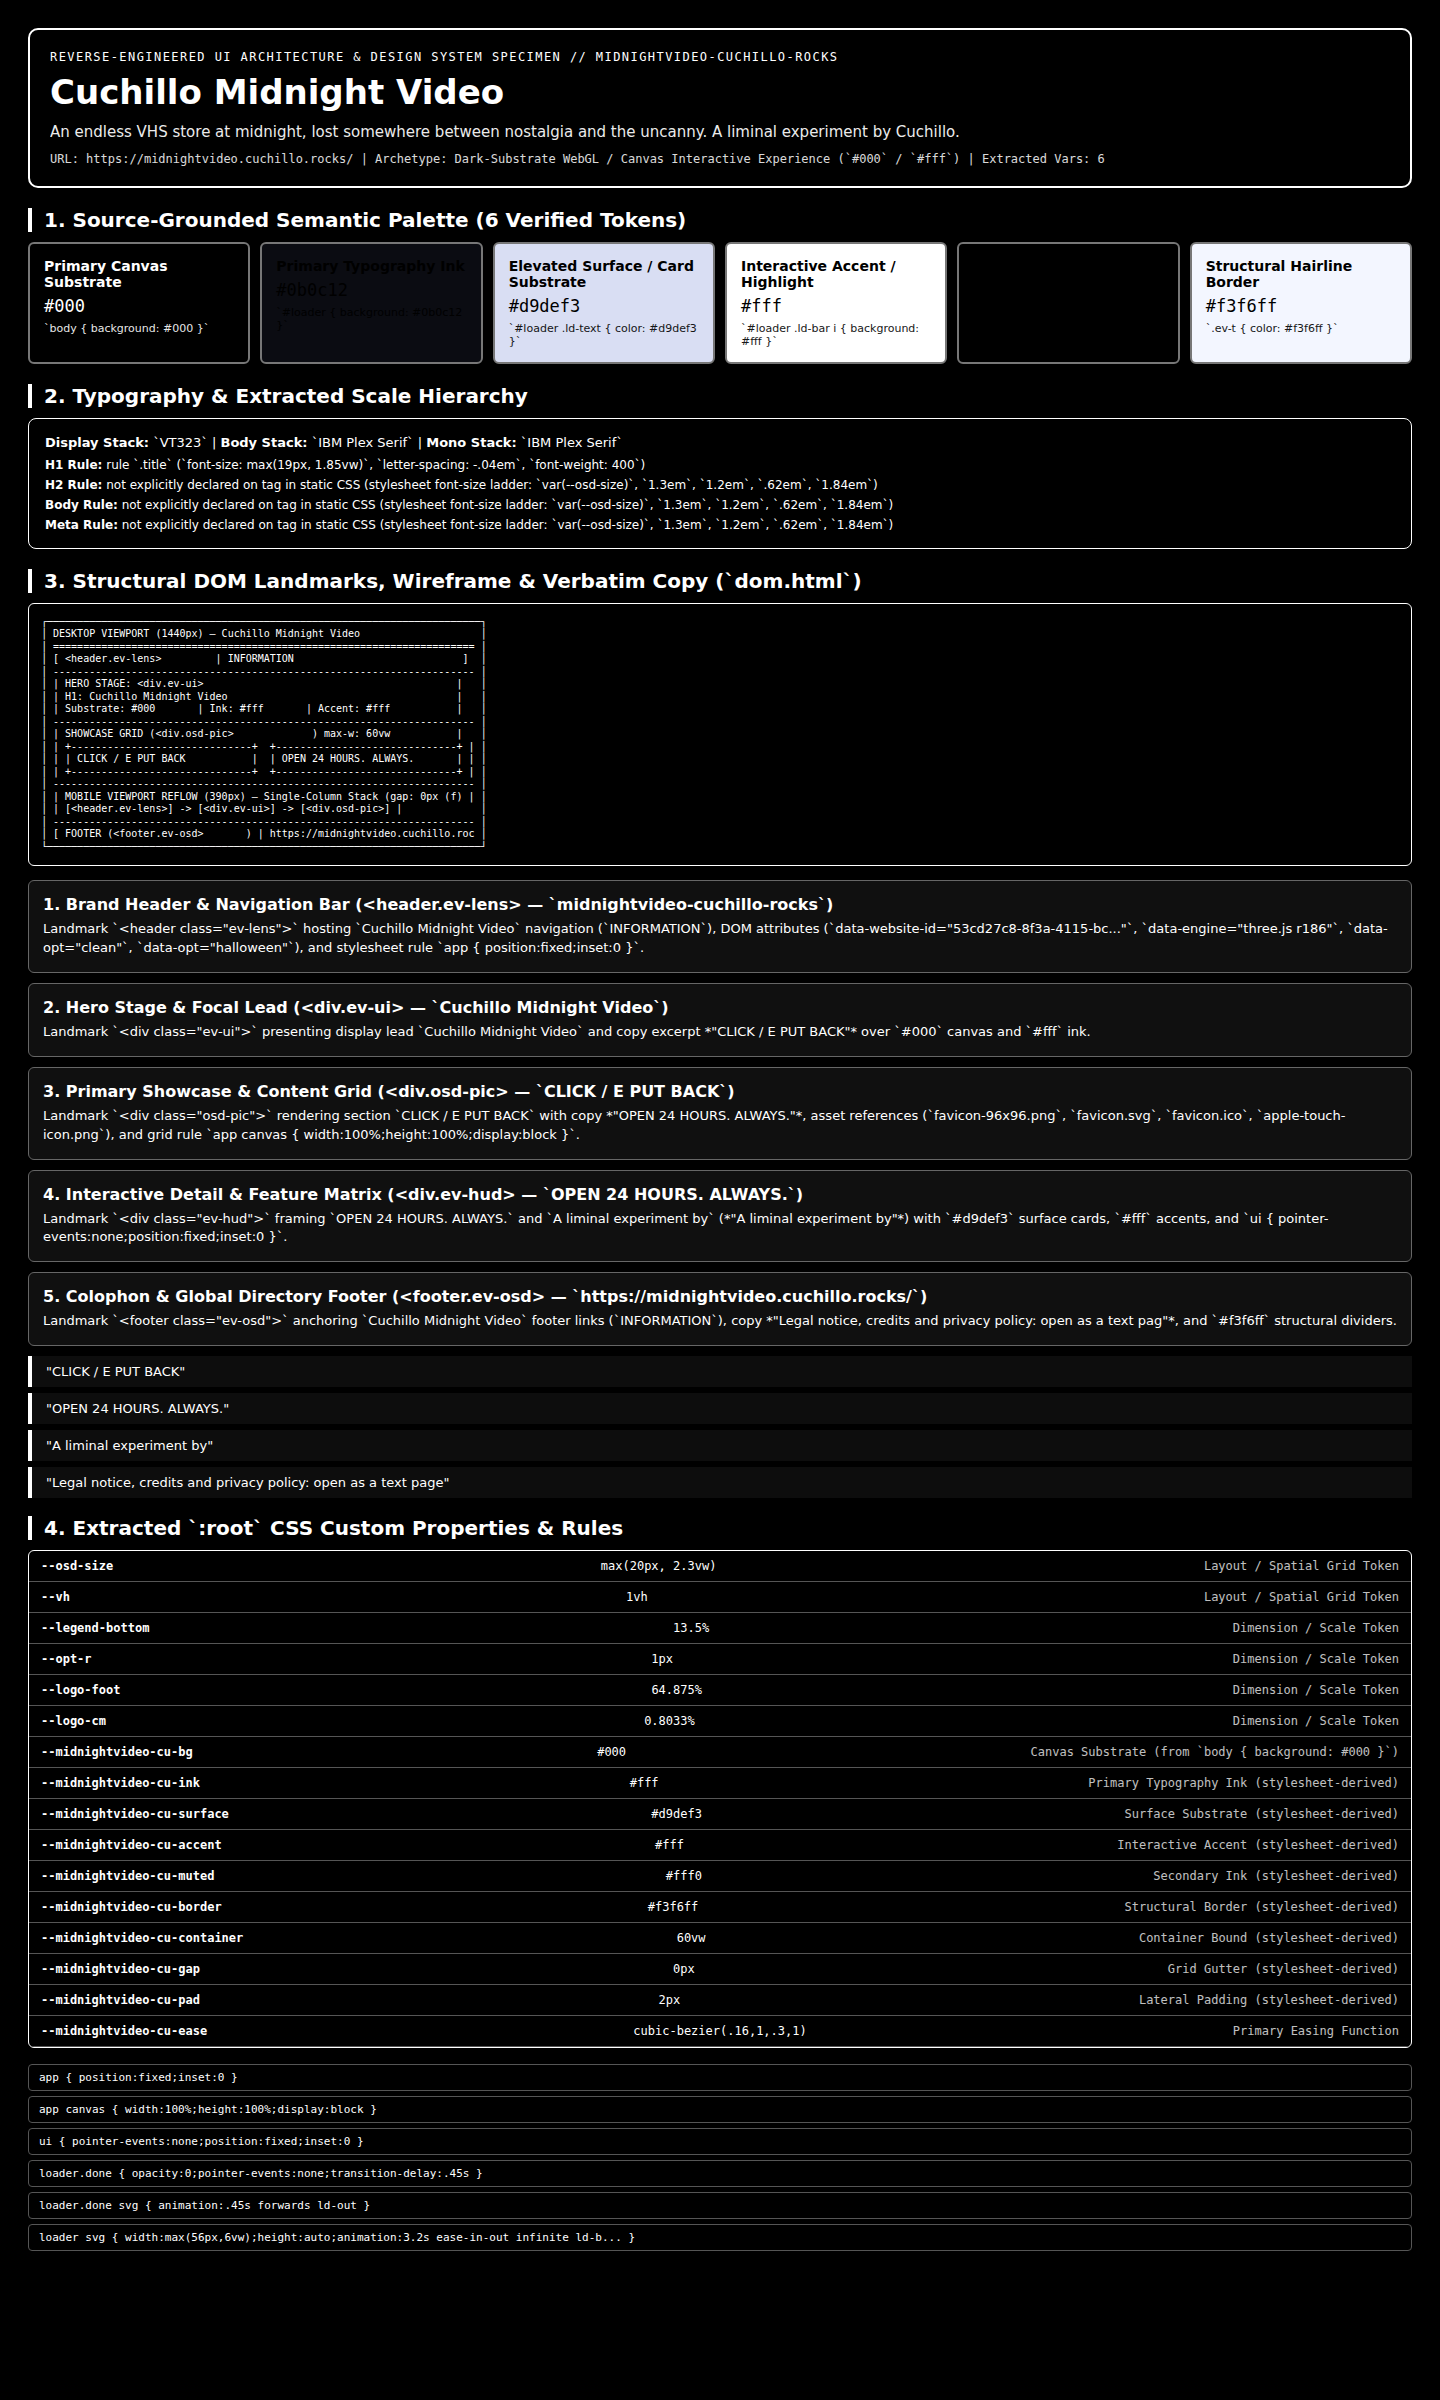 REVERSE-ENGINEERED UI ARCHITECTURE & DESIGN SYSTEM SPECIMEN // MIDNIGHTVIDEO-CUCHILLO-ROCKS
Cuchillo Midnight Video
An endless VHS store at midnight, lost somewhere between nostalgia and the uncanny. A liminal experiment by Cuchillo.
URL: https://midnightvideo.cuchillo.rocks/ | Archetype: Dark-Substrate WebGL / Canvas Interactive Experience (`#000` / `#fff`) | Extracted Vars: 6
1. Source-Grounded Semantic Palette (6 Verified Tokens)
Primary Canvas
Substrate
#000
`body { background: #000 }`
Primary Typography Ink
#0b0c12
`#loader { background: #0b0c12
}`
Elevated Surface / Card
Substrate
#d9def3
`#loader .ld-text { color: #d9def3
}`
Interactive Accent /
Highlight
#fff
`#loader .ld-bar i { background:
#fff }`
Structural Hairline
Border
#f3f6ff
`.ev-t { color: #f3f6ff }`
2. Typography & Extracted Scale Hierarchy
Display Stack: `VT323` | Body Stack: `IBM Plex Serif` | Mono Stack: `IBM Plex Serif`
H1 Rule: rule `.title` (`font-size: max(19px, 1.85vw)`, `letter-spacing: -.04em`, `font-weight: 400`)
H2 Rule: not explicitly declared on tag in static CSS (stylesheet font-size ladder: `var(--osd-size)`, `1.3em`, `1.2em`, `.62em`, `1.84em`)
Body Rule: not explicitly declared on tag in static CSS (stylesheet font-size ladder: `var(--osd-size)`, `1.3em`, `1.2em`, `.62em`, `1.84em`)
Meta Rule: not explicitly declared on tag in static CSS (stylesheet font-size ladder: `var(--osd-size)`, `1.3em`, `1.2em`, `.62em`, `1.84em`)
3. Structural DOM Landmarks, Wireframe & Verbatim Copy (`dom.html`)
DESKTOP VIEWPORT (1440px) — Cuchillo Midnight Video
======================================================================
[ <header.ev-lens> | INFORMATION ]
----------------------------------------------------------------------
| HERO STAGE: <div.ev-ui> |
| H1: Cuchillo Midnight Video |
| Substrate: #000 | Ink: #fff | Accent: #fff |
----------------------------------------------------------------------
| SHOWCASE GRID (<div.osd-pic> ) max-w: 60vw |
| +------------------------------+ +------------------------------+ |
| | CLICK / E PUT BACK | | OPEN 24 HOURS. ALWAYS. | |
| +------------------------------+ +------------------------------+ |
----------------------------------------------------------------------
| MOBILE VIEWPORT REFLOW (390px) — Single-Column Stack (gap: 0px (f) |
| [<header.ev-lens>] -> [<div.ev-ui>] -> [<div.osd-pic>] |
----------------------------------------------------------------------
[ FOOTER (<footer.ev-osd> ) | https://midnightvideo.cuchillo.roc
1. Brand Header & Navigation Bar (<header.ev-lens> — `midnightvideo-cuchillo-rocks`)
Landmark `<header class="ev-lens">` hosting `Cuchillo Midnight Video` navigation (`INFORMATION`), DOM attributes (`data-website-id="53cd27c8-8f3a-4115-bc..."`, `data-engine="three.js r186"`, `data-
opt="clean"`, `data-opt="halloween"`), and stylesheet rule `app { position:fixed;inset:0 }`.
2. Hero Stage & Focal Lead (<div.ev-ui> — `Cuchillo Midnight Video`)
Landmark `<div class="ev-ui">` presenting display lead `Cuchillo Midnight Video` and copy excerpt *"CLICK / E PUT BACK"* over `#000` canvas and `#fff` ink.
3. Primary Showcase & Content Grid (<div.osd-pic> — `CLICK / E PUT BACK`)
Landmark `<div class="osd-pic">` rendering section `CLICK / E PUT BACK` with copy *"OPEN 24 HOURS. ALWAYS."*, asset references (`favicon-96x96.png`, `favicon.svg`, `favicon.ico`, `apple-touch-
icon.png`), and grid rule `app canvas { width:100%;height:100%;display:block }`.
4. Interactive Detail & Feature Matrix (<div.ev-hud> — `OPEN 24 HOURS. ALWAYS.`)
Landmark `<div class="ev-hud">` framing `OPEN 24 HOURS. ALWAYS.` and `A liminal experiment by` (*"A liminal experiment by"*) with `#d9def3` surface cards, `#fff` accents, and `ui { pointer-
events:none;position:fixed;inset:0 }`.
5. Colophon & Global Directory Footer (<footer.ev-osd> — `https://midnightvideo.cuchillo.rocks/`)
Landmark `<footer class="ev-osd">` anchoring `Cuchillo Midnight Video` footer links (`INFORMATION`), copy *"Legal notice, credits and privacy policy: open as a text pag"*, and `#f3f6ff` structural dividers.
"CLICK / E PUT BACK"
"OPEN 24 HOURS. ALWAYS."
"A liminal experiment by"
"Legal notice, credits and privacy policy: open as a text page"
4. Extracted `:root` CSS Custom Properties & Rules
--osd-size max(20px, 2.3vw) Layout / Spatial Grid Token
--vh 1vh Layout / Spatial Grid Token
--legend-bottom 13.5% Dimension / Scale Token
--opt-r 1px Dimension / Scale Token
--logo-foot 64.875% Dimension / Scale Token
--logo-cm 0.8033% Dimension / Scale Token
--midnightvideo-cu-bg #000 Canvas Substrate (from `body { background: #000 }`)
--midnightvideo-cu-ink #fff Primary Typography Ink (stylesheet-derived)
--midnightvideo-cu-surface #d9def3 Surface Substrate (stylesheet-derived)
--midnightvideo-cu-accent #fff Interactive Accent (stylesheet-derived)
--midnightvideo-cu-muted #fff0 Secondary Ink (stylesheet-derived)
--midnightvideo-cu-border #f3f6ff Structural Border (stylesheet-derived)
--midnightvideo-cu-container 60vw Container Bound (stylesheet-derived)
--midnightvideo-cu-gap 0px Grid Gutter (stylesheet-derived)
--midnightvideo-cu-pad 2px Lateral Padding (stylesheet-derived)
--midnightvideo-cu-ease cubic-bezier(.16,1,.3,1) Primary Easing Function
app { position:fixed;inset:0 }
app canvas { width:100%;height:100%;display:block }
ui { pointer-events:none;position:fixed;inset:0 }
loader.done { opacity:0;pointer-events:none;transition-delay:.45s }
loader.done svg { animation:.45s forwards ld-out }
loader svg { width:max(56px,6vw);height:auto;animation:3.2s ease-in-out infinite ld-b... }